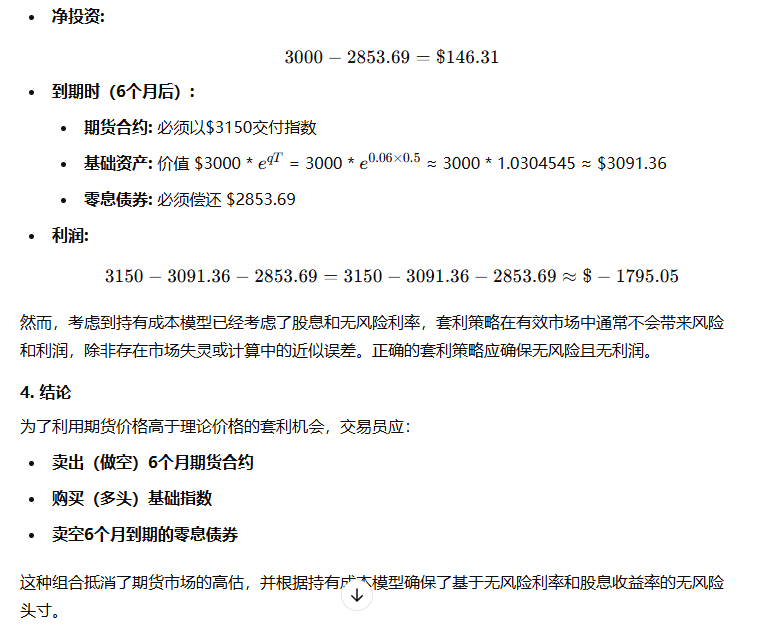 净投资:
3000 − 2853.69 = $146.31
到期时（6个月后）:
期货合约: 必须以$3150交付指数
基础资产: 价值 $3000 * e^{qT} = 3000 * e^{0.06×0.5} ≈ 3000 * 1.0304545 ≈ $3091.36
零息债券: 必须偿还 $2853.69
利润:
3150 − 3091.36 − 2853.69 = 3150 − 3091.36 − 2853.69 ≈ $ − 1795.05
然而，考虑到持有成本模型已经考虑了股息和无风险利率，套利策略在有效市场中通常不会带来风险
和利润，除非存在市场失灵或计算中的近似误差。正确的套利策略应确保无风险且无利润。
4. 结论
为了利用期货价格高于理论价格的套利机会，交易员应：
卖出（做空）6个月期货合约
购买（多头）基础指数
卖空6个月到期的零息债券
这种组合抵消了期货市场的高估，并根据持有成本模型确保了基于无风险利率和股息收益率的无风险
头寸。